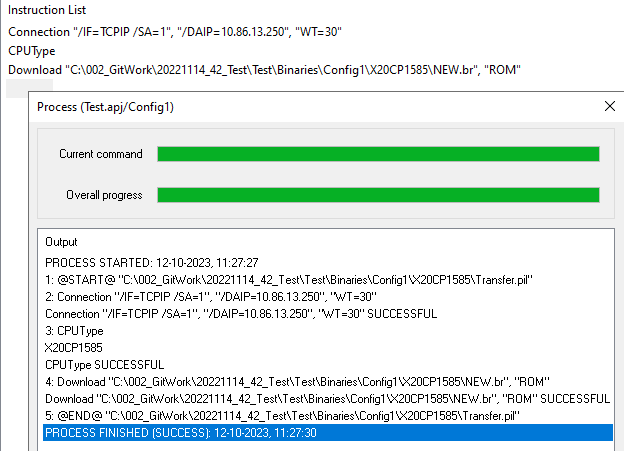 Instruction List
Connection "/IF=TCPIP /SA=1", "/DAIP=10.86.13.250", "WT=30"
CPUType
Download "C:\002_GitWork\20221114_42_Test\Test\Binaries\Config1\X20CP1585\NEW.br", "ROM"
Process (Test.apj/Config1)
Current command
Overall progress
Output
PROCESS STARTED: 12-10-2023, 11:27:27
1: @START@ "C:\002_GitWork\20221114_42_Test\Test\Binaries\Config1\X20CP1585\Transfer.pil"
2: Connection "/IF=TCPIP /SA=1", "/DAIP=10.86.13.250", "WT=30"
Connection "/IF=TCPIP /SA=1", "/DAIP=10.86.13.250", "WT=30" SUCCESSFUL
3: CPUType
X20CP1585
CPUType SUCCESSFUL
4: Download "C:\002_GitWork\20221114_42_Test\Test\Binaries\Config1\X20CP1585\NEW.br", "ROM"
Download "C:\002_GitWork\20221114_42_Test\Test\Binaries\Config1\X20CP1585\NEW.br", "ROM" SUCCESSFUL
5: @END@ "C:\002_GitWork\20221114_42_Test\Test\Binaries\Config1\X20CP1585\Transfer.pil"
PROCESS FINISHED (SUCCESS): 12-10-2023, 11:27:30